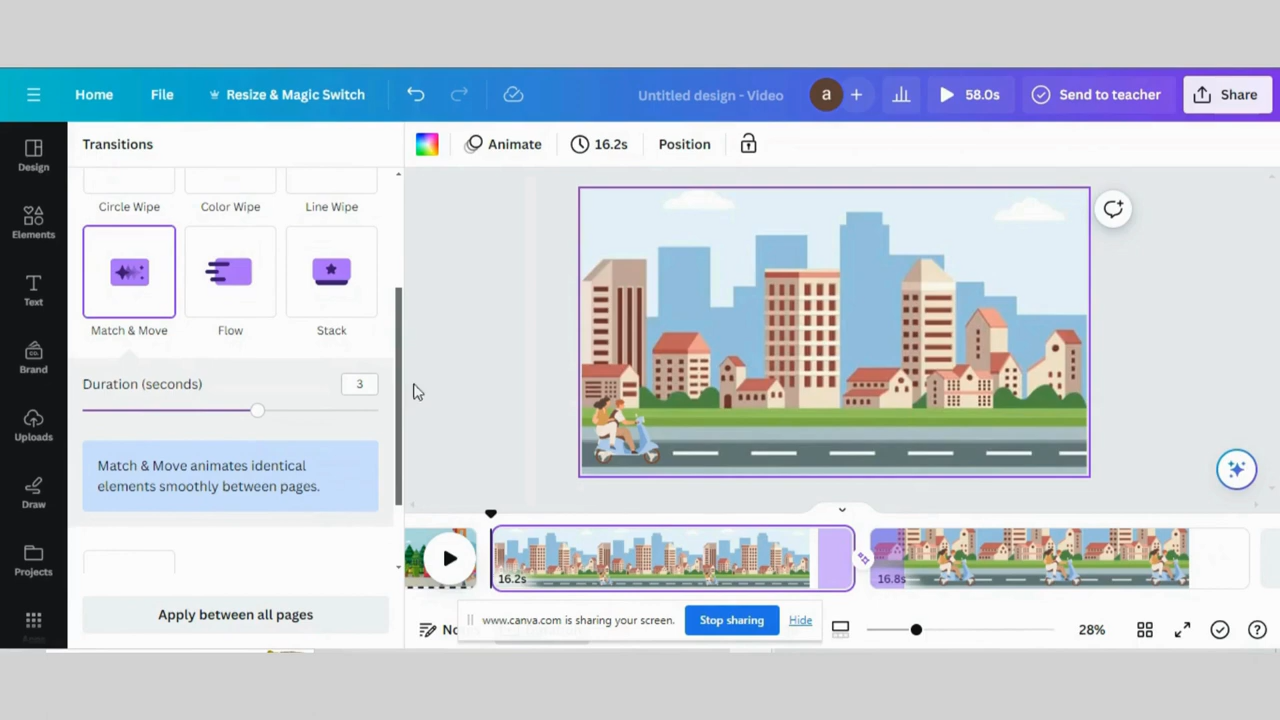 Home File Resize & Magic Switch Untitled design - Video a 58.0s Send to teacher Share
Design
Elements
Text
Brand
Uploads
Draw
Projects
Apps
Transitions
Circle Wipe Color Wipe Line Wipe
Match & Move Flow Stack
Duration (seconds) 3
Match & Move animates identical
elements smoothly between pages.
Apply between all pages
Animate 16.2s Position
16.2s 16.8s
www.canva.com is sharing your screen. Stop sharing Hide
28%